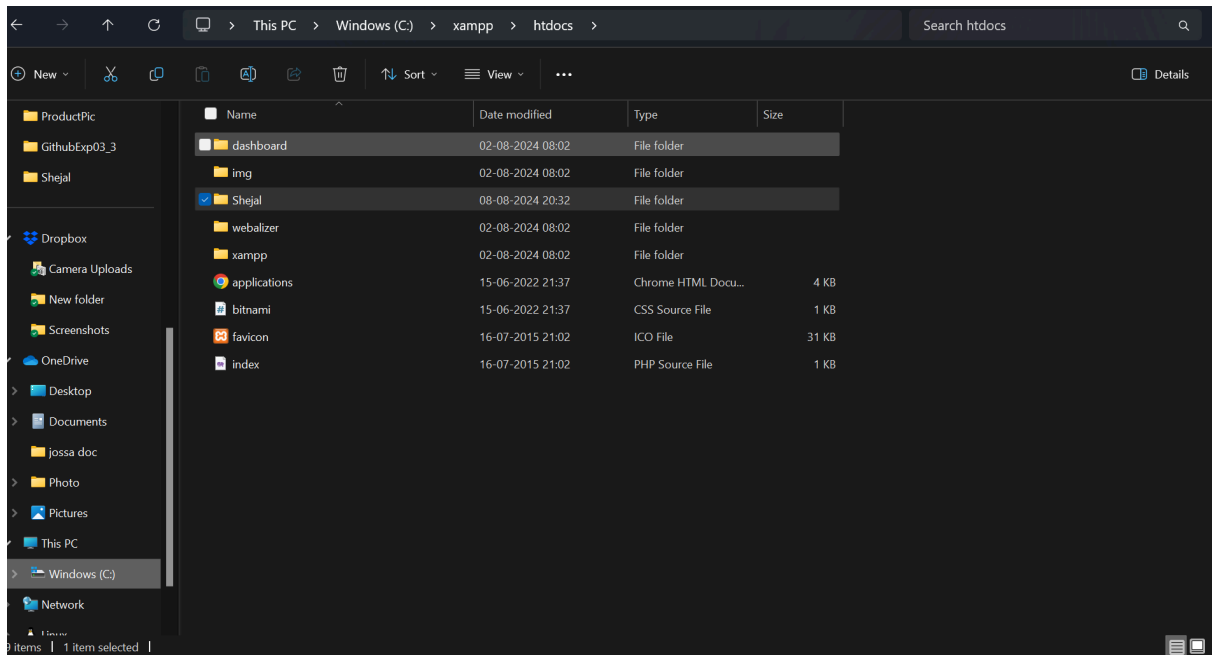 This PC > Windows (C:) > xampp > htdocs >
Search htdocs
New
Sort
View
Details
ProductPic
GithubExp03_3
Shejal
Dropbox
Camera Uploads
New folder
Screenshots
OneDrive
Desktop
Documents
jossa doc
Photo
Pictures
This PC
Windows (C:)
Network
Linux
Name Date modified Type Size
dashboard 02-08-2024 08:02 File folder
img 02-08-2024 08:02 File folder
Shejal 08-08-2024 20:32 File folder
webalizer 02-08-2024 08:02 File folder
xampp 02-08-2024 08:02 File folder
applications 15-06-2022 21:37 Chrome HTML Docu... 4 KB
bitnami 15-06-2022 21:37 CSS Source File 1 KB
favicon 16-07-2015 21:02 ICO File 31 KB
index 16-07-2015 21:02 PHP Source File 1 KB
9 items 1 item selected